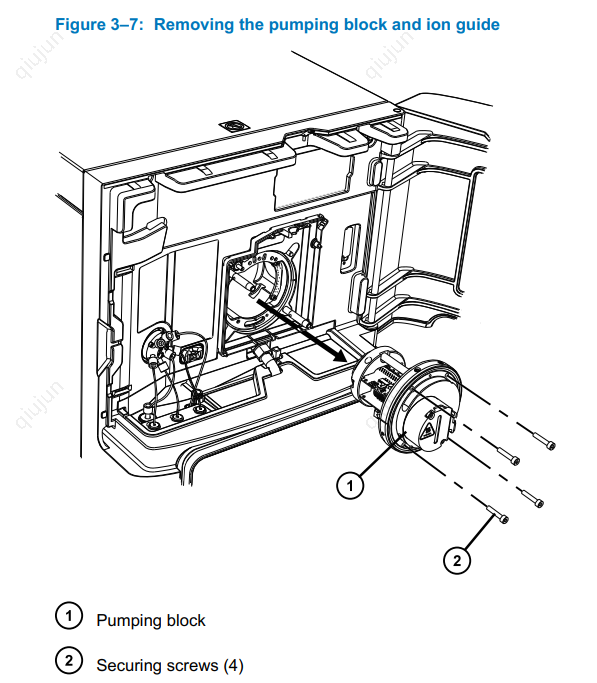 Figure 3–7: Removing the pumping block and ion guide
qiujun
qiujun
1
2
qiujun
1 Pumping block
2 Securing screws (4)